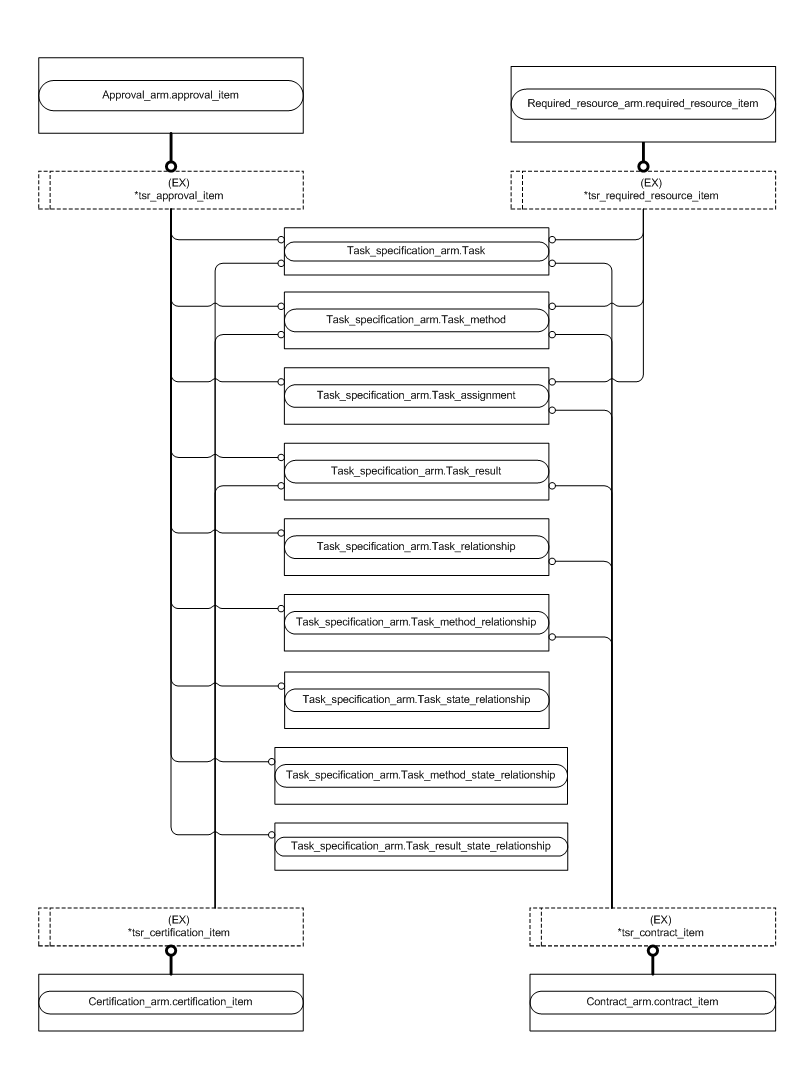 Approval_arm.approval_item
Required_resource_arm.required_resource_item
(EX)
*tsr_approval_item
(EX)
*tsr_required_resource_item
Task_specification_arm.Task
Task_specification_arm.Task_method
Task_specification_arm.Task_assignment
Task_specification_arm.Task_result
Task_specification_arm.Task_relationship
Task_specification_arm.Task_method_relationship
Task_specification_arm.Task_state_relationship
Task_specification_arm.Task_method_state_relationship
Task_specification_arm.Task_result_state_relationship
(EX)
*tsr_certification_item
(EX)
*tsr_contract_item
Certification_arm.certification_item
Contract_arm.contract_item